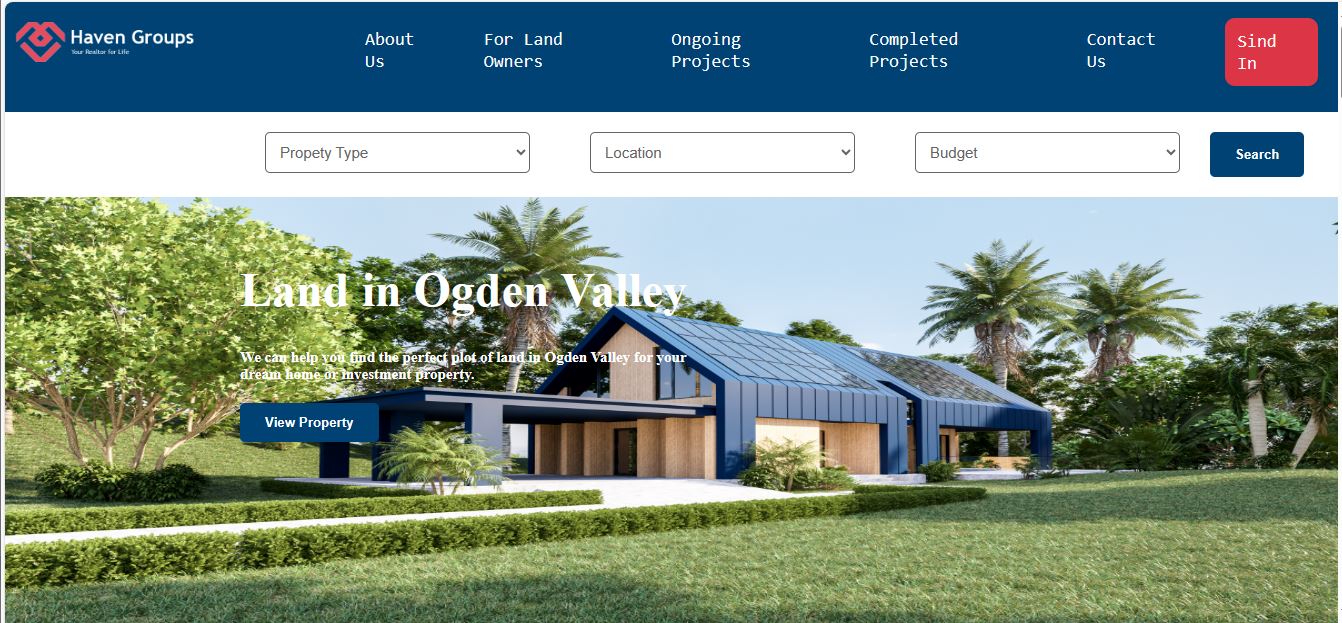 Haven Groups
Your Realtor for Life
About
Us
For Land
Owners
Ongoing
Projects
Completed
Projects
Contact
Us
Sind
In
Propety Type
Location
Budget
Search
Land in Ogden Valley
We can help you find the perfect plot of land in Ogden Valley for your
dream home or investment property.
View Property